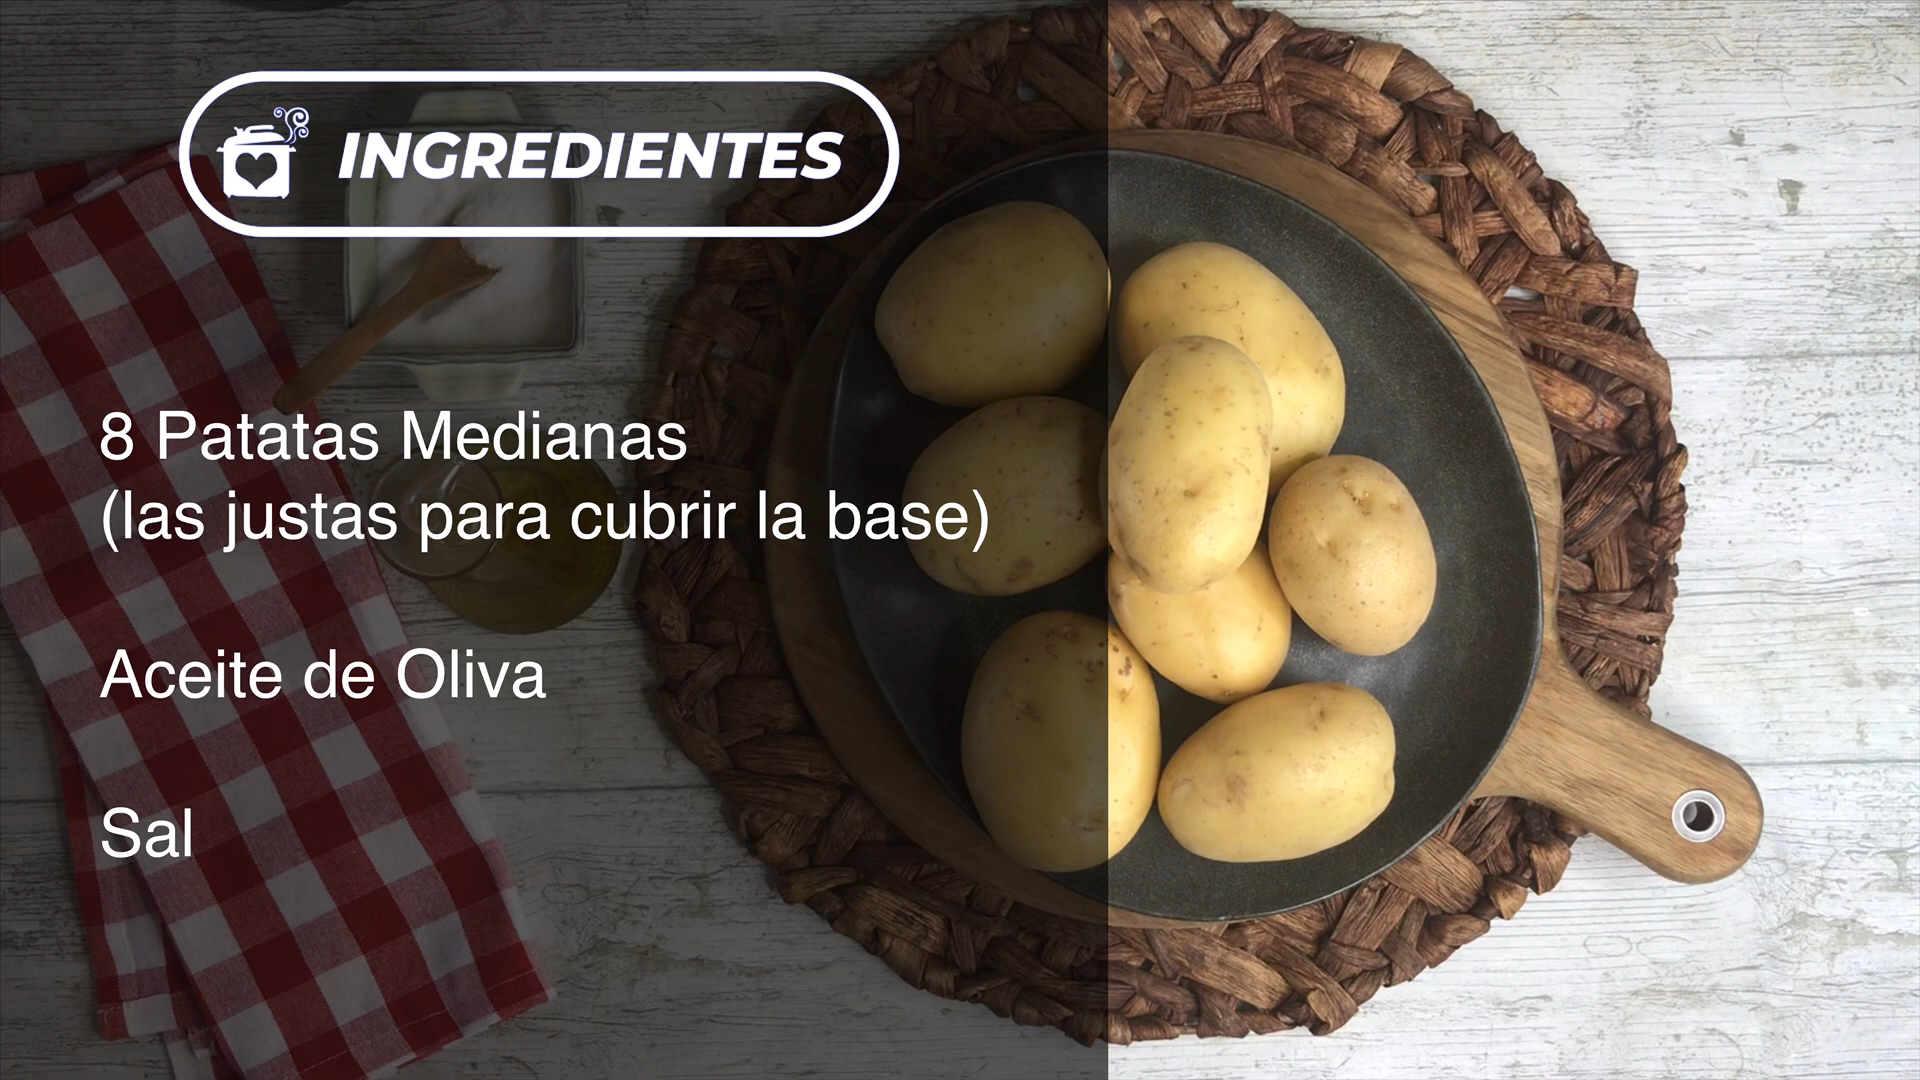 INGREDIENTES
8 Patatas Medianas
(las justas para cubrir la base)
Aceite de Oliva
Sal